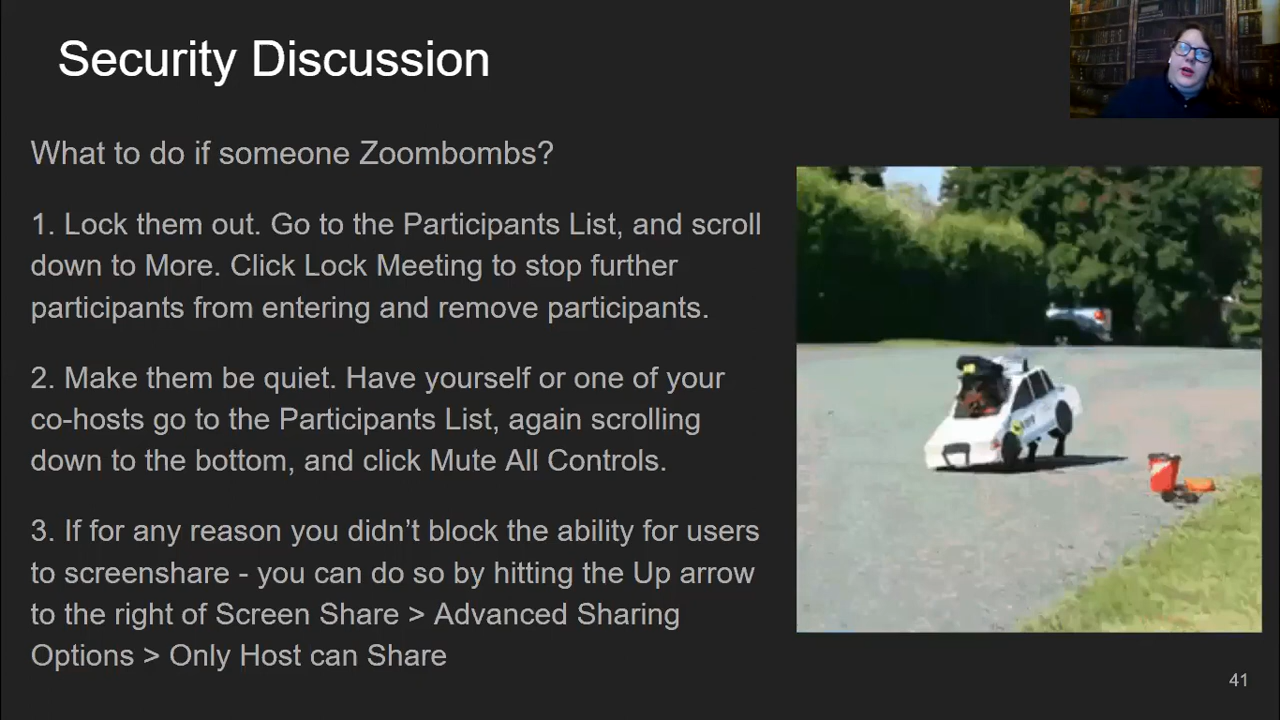 Security Discussion
What to do if someone Zoombombs?
1. Lock them out. Go to the Participants List, and scroll
down to More. Click Lock Meeting to stop further
participants from entering and remove participants.
2. Make them be quiet. Have yourself or one of your
co-hosts go to the Participants List, again scrolling
down to the bottom, and click Mute All Controls.
3. If for any reason you didn’t block the ability for users
to screenshare - you can do so by hitting the Up arrow
to the right of Screen Share > Advanced Sharing
Options > Only Host can Share
41